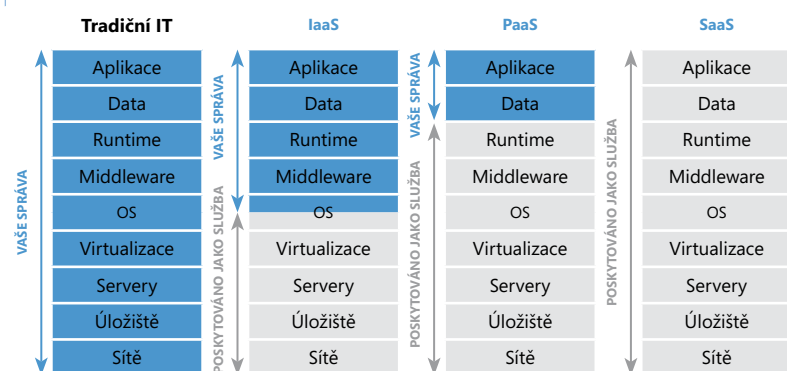 Tradiční IT
IaaS
PaaS
SaaS
VAŠE SPRÁVA
Aplikace
Data
Runtime
Middleware
OS
Virtualizace
Servery
Úložiště
Sítě
VAŠE SPRÁVA
POSKYTOVÁNO JAKO SLUŽBA
Aplikace
Data
Runtime
Middleware
OS
Virtualizace
Servery
Úložiště
Sítě
VAŠE SPRÁVA
POSKYTOVÁNO JAKO SLUŽBA
Aplikace
Data
Runtime
Middleware
OS
Virtualizace
Servery
Úložiště
Sítě
POSKYTOVÁNO JAKO SLUŽBA
Aplikace
Data
Runtime
Middleware
OS
Virtualizace
Servery
Úložiště
Sítě